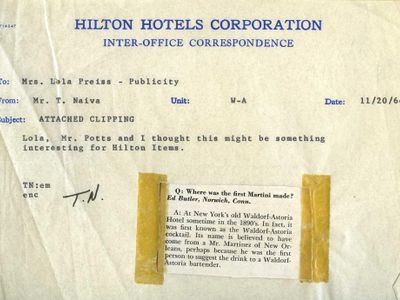 HILTON HOTELS CORPORATION
INTER-OFFICE CORRESPONDENCE
To: Mrs. Lola Preiss - Publicity
From: Mr. T. Naiva Unit: W-A Date: 11/20/6
Subject: ATTACHED CLIPPING
Lola, Mr. Potts and I thought this might be something
interesting for Hilton Items.
TN:em
enc
T.N.
Q: Where was the first Martini made?
Ed Butler, Norwich, Conn.
A: At New York's old Waldorf-Astoria
Hotel sometime in the 1890's. In fact, it
was first known as the Waldorf-Astoria
cocktail. Its name is believed to have
come from a Mr. Martinez of New Or-
leans, perhaps because he was the first
person to suggest the drink to a Waldorf-
Astoria bartender.